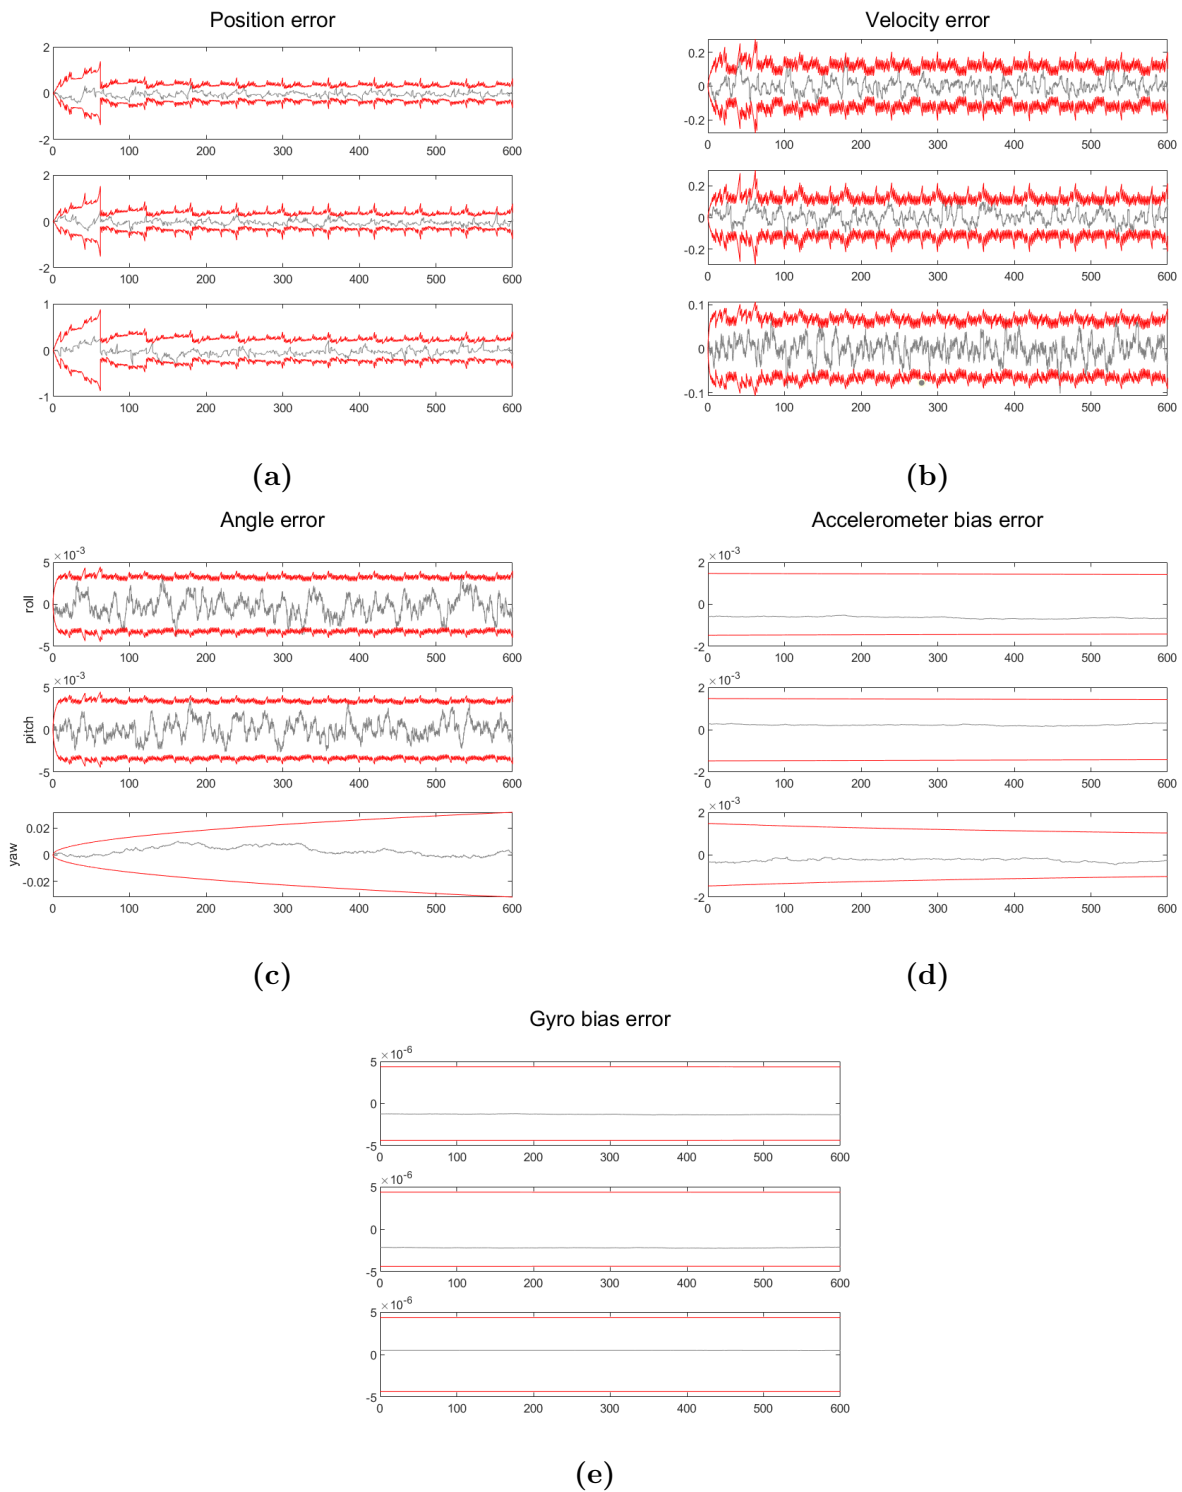 Position error
2
0
-2
0 100 200 300 400 500 600
2
0
-2
0 100 200 300 400 500 600
1
0
-1
0 100 200 300 400 500 600
(a)
Velocity error
0.2
0
-0.2
0 100 200 300 400 500 600
0.2
0
-0.2
0 100 200 300 400 500 600
0.1
0
-0.1
0 100 200 300 400 500 600
(b)
Angle error
×10-3
5
0
-5
roll
0 100 200 300 400 500 600
×10-3
5
0
-5
pitch
0 100 200 300 400 500 600
0.02
0
-0.02
yaw
0 100 200 300 400 500 600
(c)
Accelerometer bias error
×10-3
2
0
-2
0 100 200 300 400 500 600
×10-3
2
0
-2
0 100 200 300 400 500 600
×10-3
2
0
-2
0 100 200 300 400 500 600
(d)
Gyro bias error
×10-6
5
0
-5
0 100 200 300 400 500 600
×10-6
5
0
-5
0 100 200 300 400 500 600
×10-6
5
0
-5
0 100 200 300 400 500 600
(e)